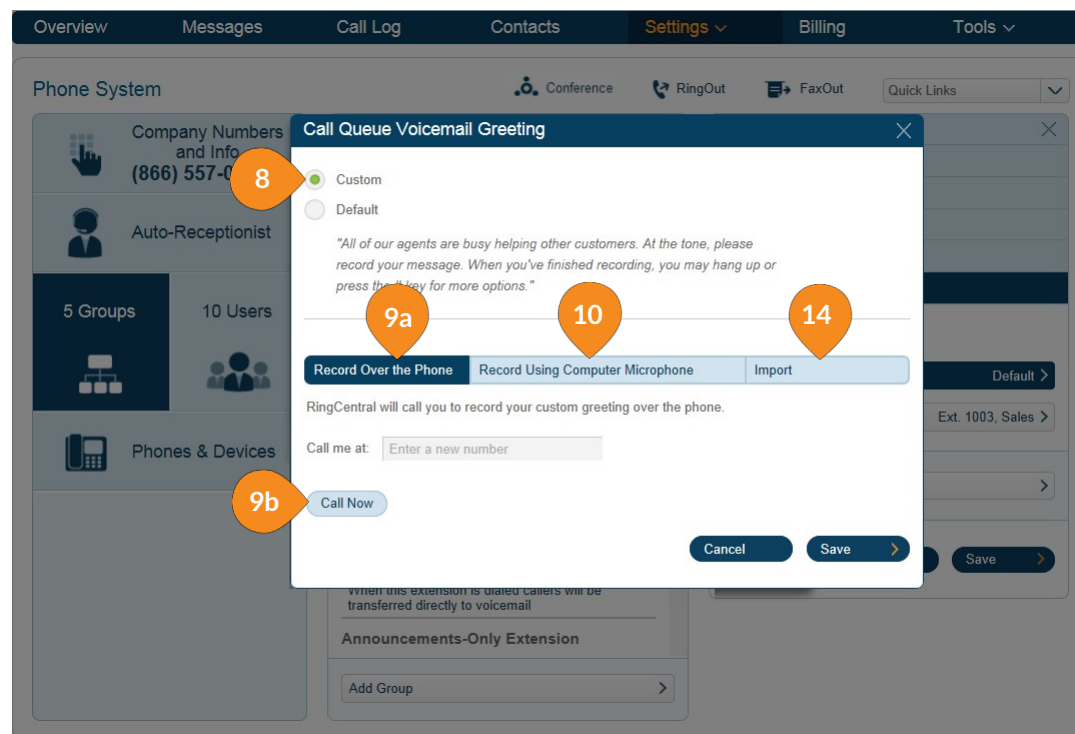 Overview Messages Call Log Contacts Settings Billing Tools
Phone System
Conference RingOut FaxOut Quick Links
Company Numbers
and Info
(866) 557-0
Auto-Receptionist
5 Groups 10 Users
Phones & Devices
Call Queue Voicemail Greeting
8
Custom
Default
"All of our agents are busy helping other customers. At the tone, please
record your message. When you've finished recording, you may hang up or
press the key for more options."
9a 10 14
Record Over the Phone Record Using Computer Microphone Import
RingCentral will call you to record your custom greeting over the phone.
Call me at: Enter a new number
9b
Call Now
Cancel Save
Default
Ext. 1003, Sales
Save
When this extension is dialed callers will be
transferred directly to voicemail
Announcements-Only Extension
Add Group